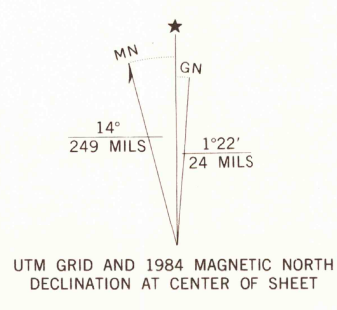 MN
GN
14°
249 MILS
1°22'
24 MILS
UTM GRID AND 1984 MAGNETIC NORTH
DECLINATION AT CENTER OF SHEET